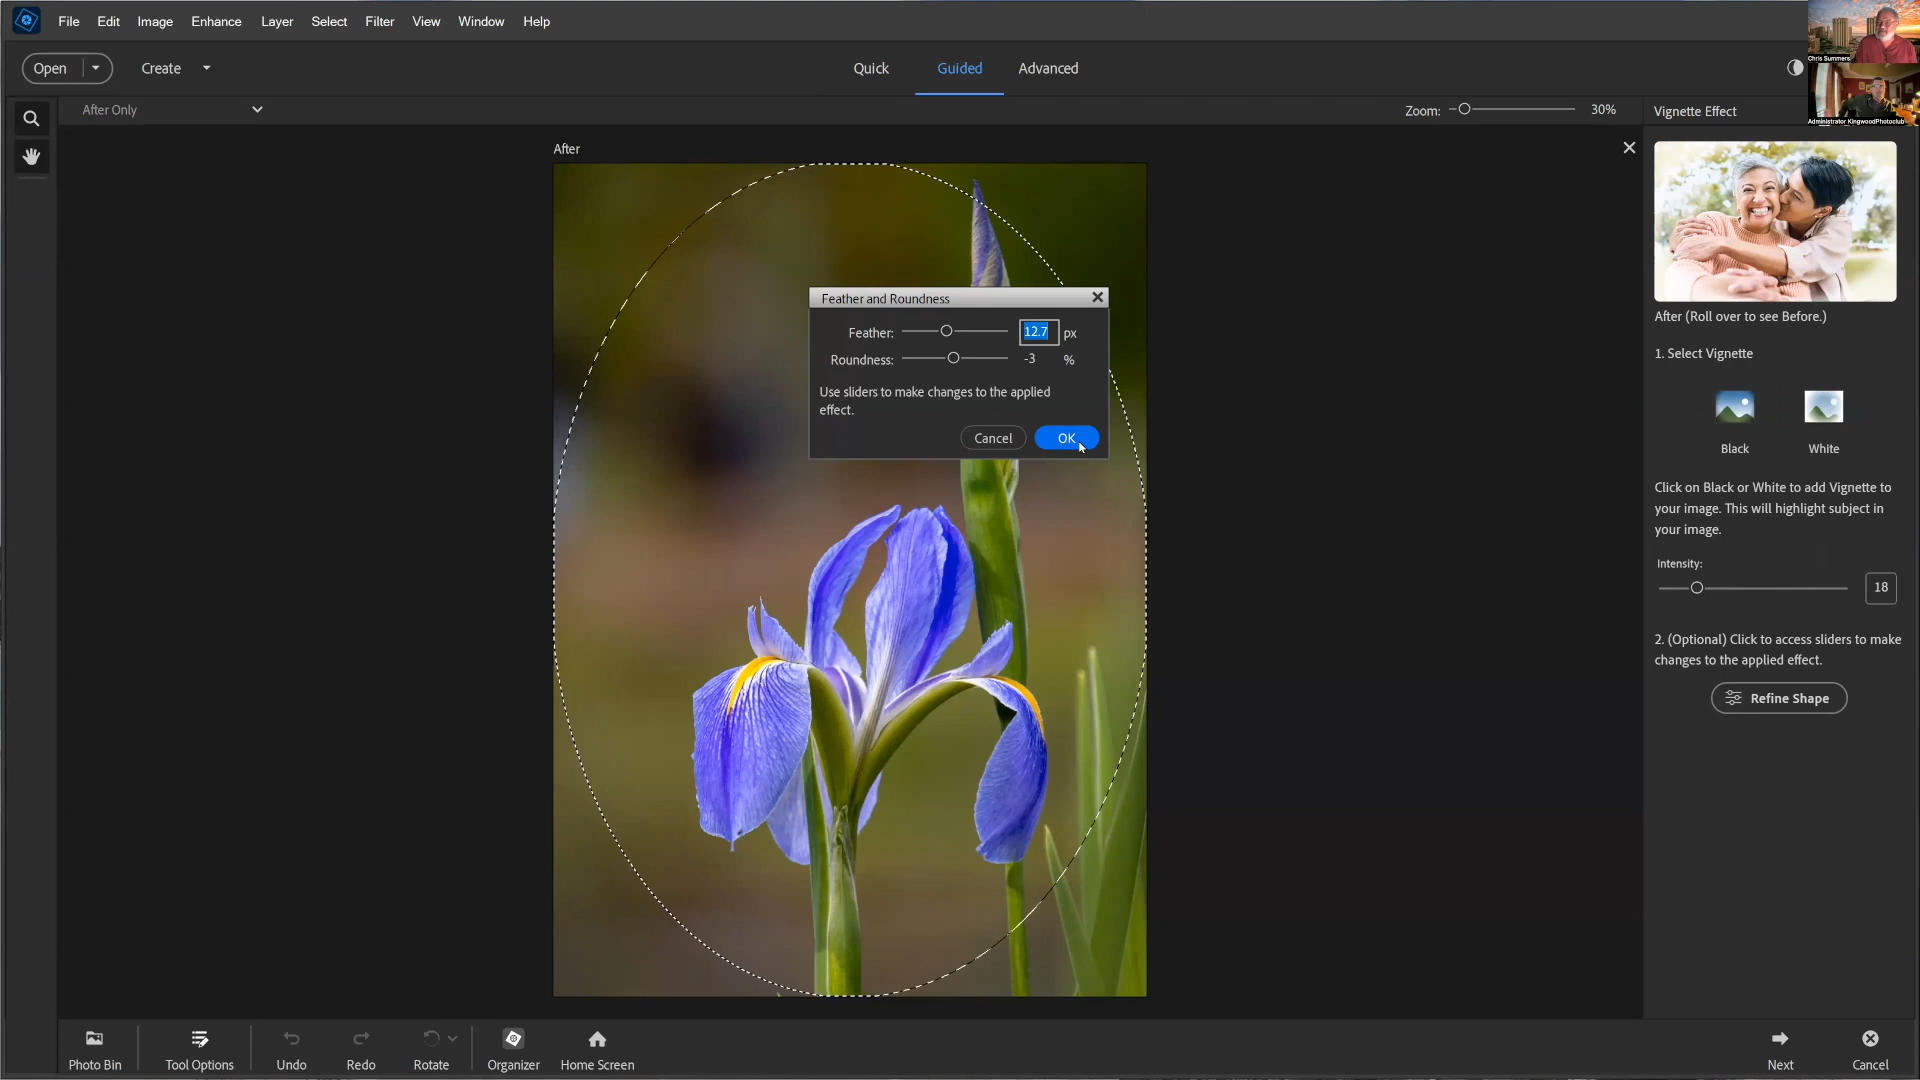 File Edit Image Enhance Layer Select Filter View Window Help
Open Create Quick Guided Advanced
Chris Summers
Administrator KingwoodPhotoclub
After Only Zoom: 30% Vignette Effect
After
Feather and Roundness
Feather: 12.7 px
Roundness: -3 %
Use sliders to make changes to the applied
effect.
Cancel OK
After (Roll over to see Before.)
1. Select Vignette
Black White
Click on Black or White to add Vignette to
your image. This will highlight subject in
your image.
Intensity:
18
2. (Optional) Click to access sliders to make
changes to the applied effect.
Refine Shape
Photo Bin Tool Options Undo Redo Rotate Organizer Home Screen Next Cancel